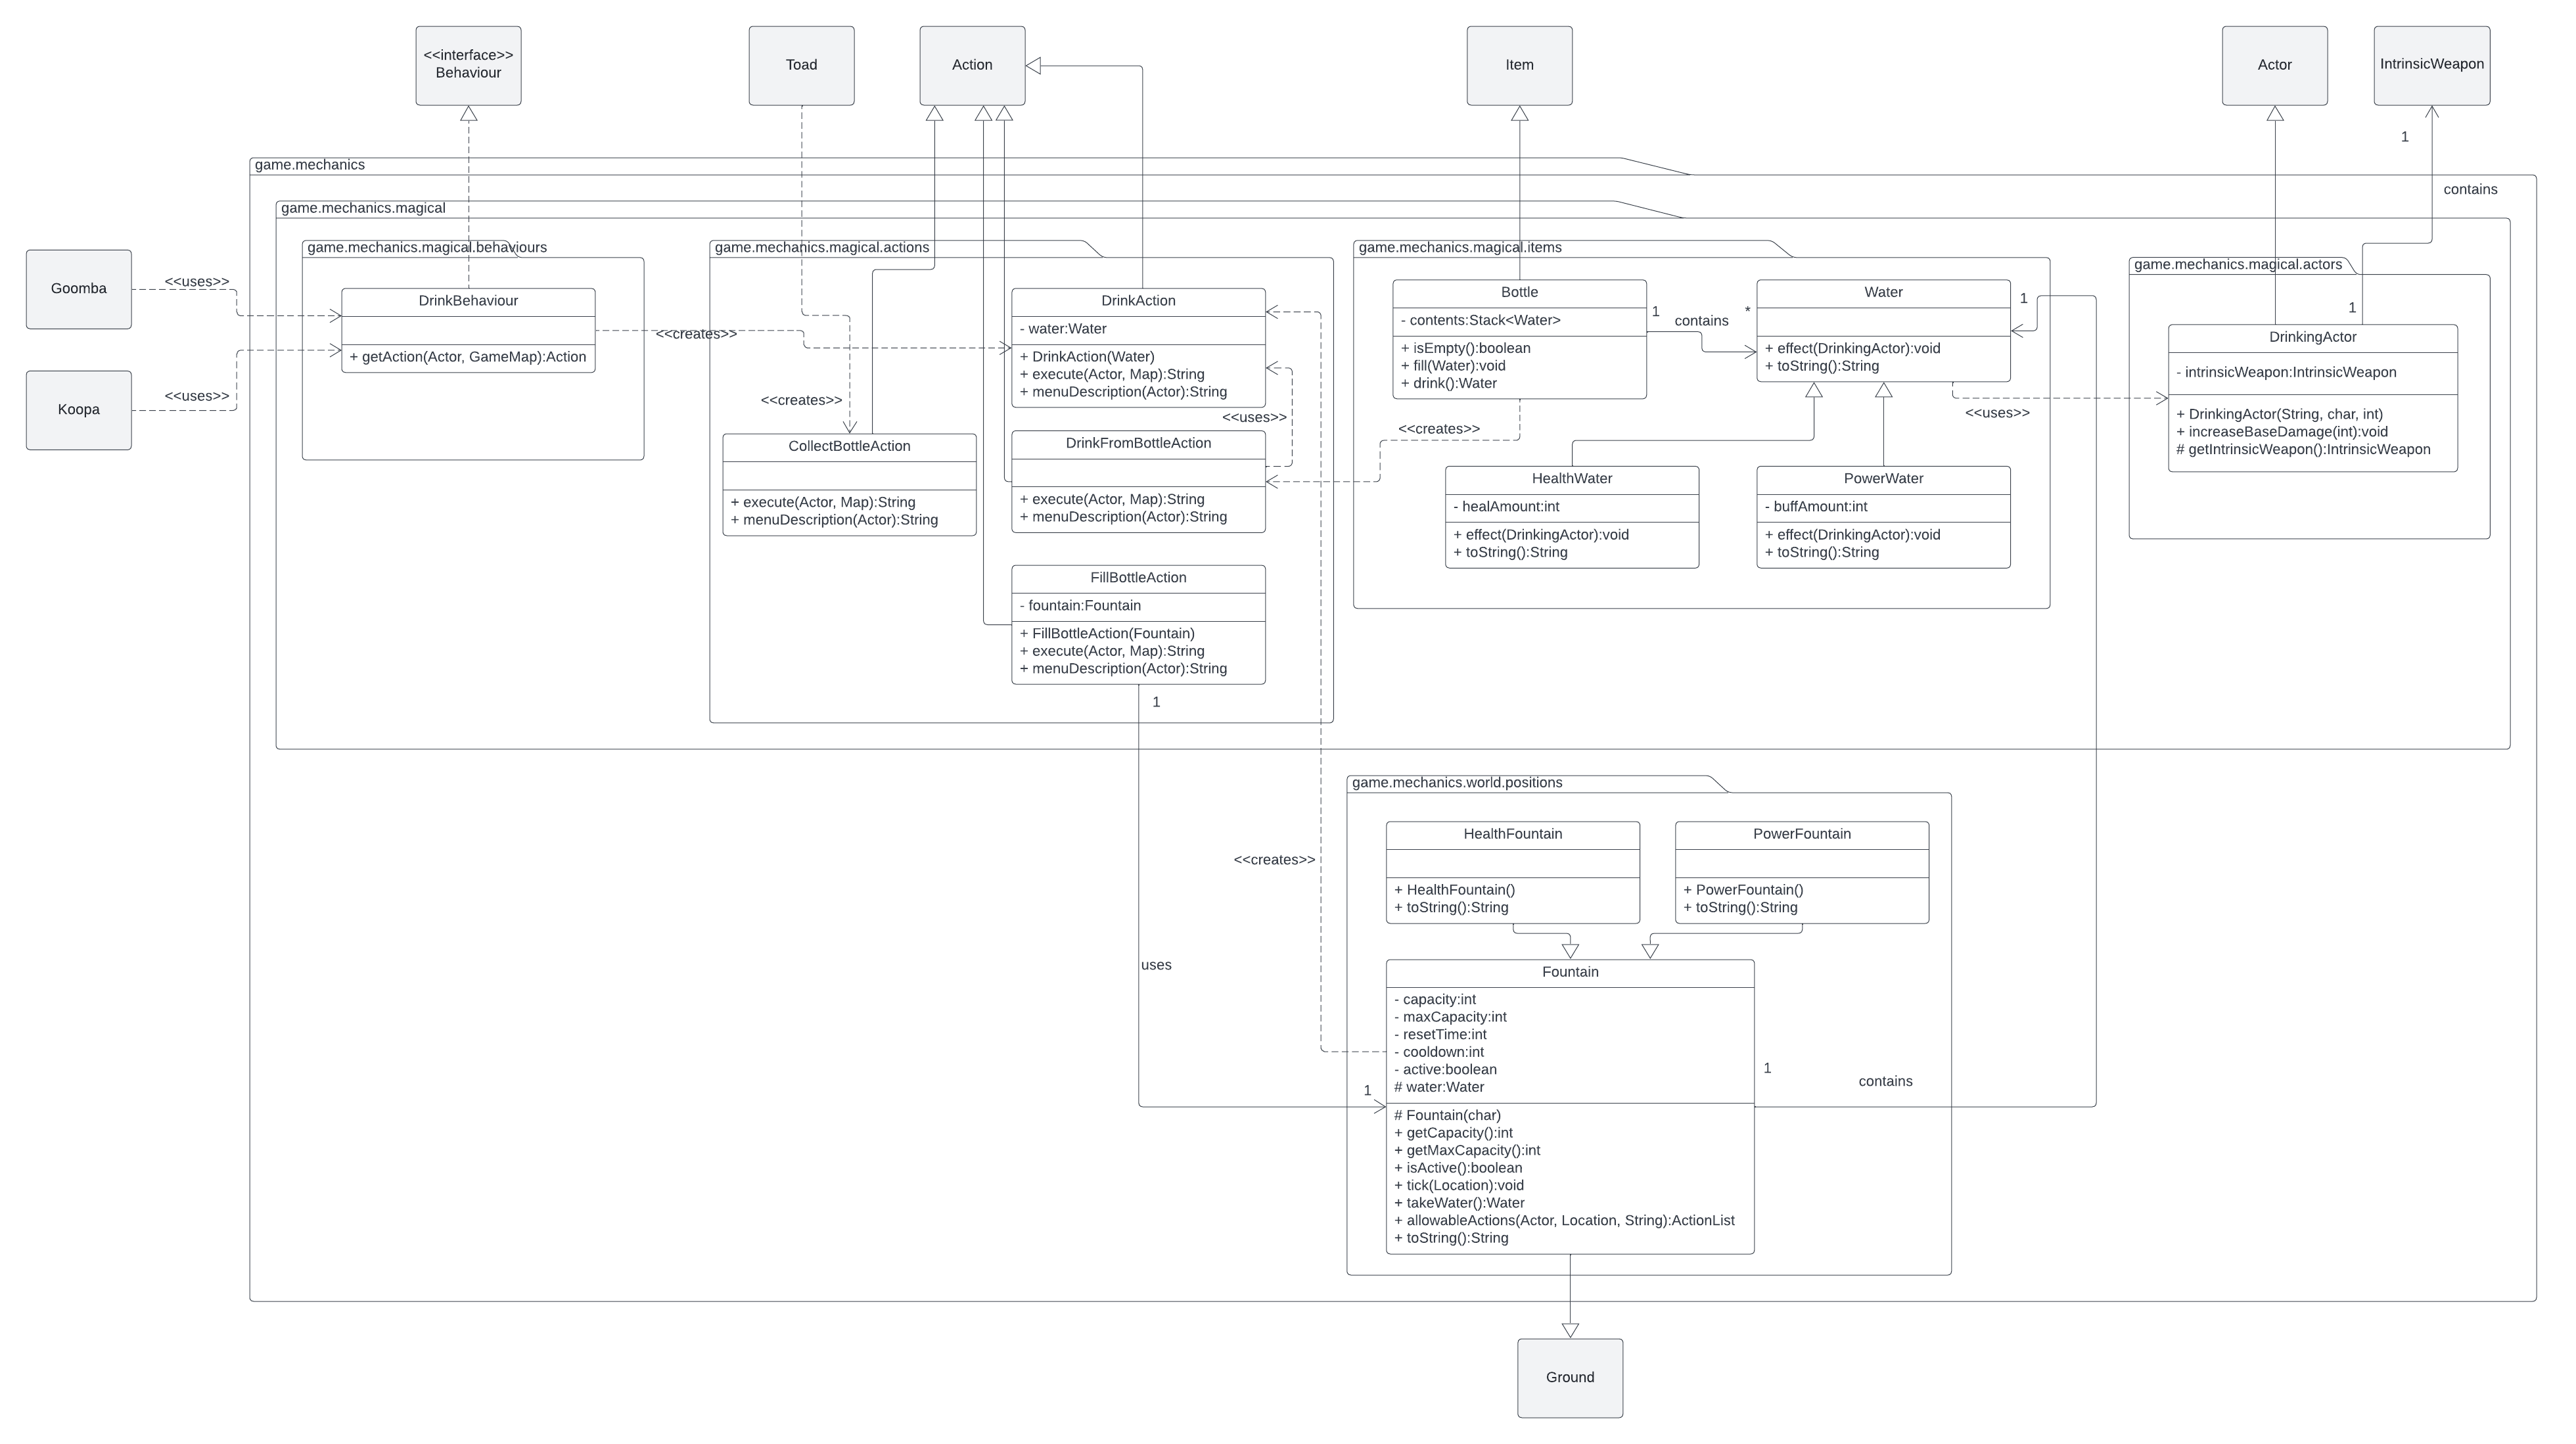 <<interface>>
Behaviour
Toad
Action
Item
Actor
IntrinsicWeapon
1
contains
game.mechanics
game.mechanics.magical
Goomba
<<uses>>
Koopa
<<uses>>
game.mechanics.magical.behaviours
DrinkBehaviour
+ getAction(Actor, GameMap):Action
<<creates>>
game.mechanics.magical.actions
<<creates>>
CollectBottleAction
+ execute(Actor, Map):String
+ menuDescription(Actor):String
DrinkAction
- water:Water
+ DrinkAction(Water)
+ execute(Actor, Map):String
+ menuDescription(Actor):String
<<uses>>
DrinkFromBottleAction
+ execute(Actor, Map):String
+ menuDescription(Actor):String
FillBottleAction
- fountain:Fountain
+ FillBottleAction(Fountain)
+ execute(Actor, Map):String
+ menuDescription(Actor):String
1
game.mechanics.magical.items
Bottle
- contents:Stack<Water>
+ isEmpty():boolean
+ fill(Water):void
+ drink():Water
1
contains
*
<<creates>>
Water
+ effect(DrinkingActor):void
+ toString():String
1
<<uses>>
HealthWater
- healAmount:int
+ effect(DrinkingActor):void
+ toString():String
PowerWater
- buffAmount:int
+ effect(DrinkingActor):void
+ toString():String
game.mechanics.magical.actors
1
DrinkingActor
- intrinsicWeapon:IntrinsicWeapon
+ DrinkingActor(String, char, int)
+ increaseBaseDamage(int):void
# getIntrinsicWeapon():IntrinsicWeapon
game.mechanics.world.positions
HealthFountain
+ HealthFountain()
+ toString():String
PowerFountain
+ PowerFountain()
+ toString():String
<<creates>>
uses
1
Fountain
- capacity:int
- maxCapacity:int
- resetTime:int
- cooldown:int
- active:boolean
# water:Water
# Fountain(char)
+ getCapacity():int
+ getMaxCapacity():int
+ isActive():boolean
+ tick(Location):void
+ takeWater():Water
+ allowableActions(Actor, Location, String):ActionList
+ toString():String
1
contains
Ground